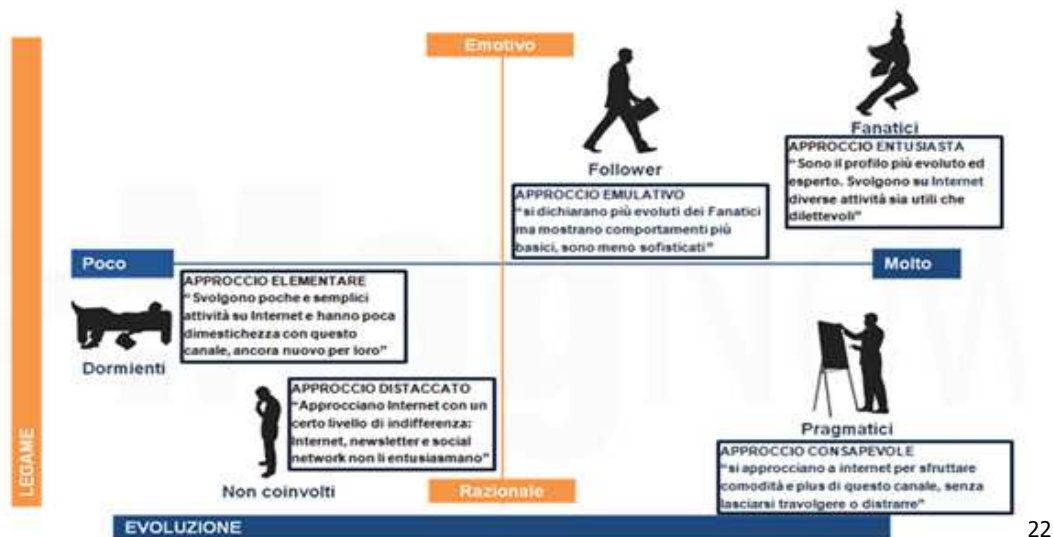 Emotivo
Fanatici
APPROCCIO ENTUSIASTA
“ Sono il profilo più evoluto ed
esperto. Svolgono su Internet
diverse attività sia utili che
dilettevoli”
Follower
APPROCCIO EMULATIVO
“si dichiarano più evoluti dei Fanatici
ma mostrano comportamenti più
basici, sono meno sofisticati”
Poco
Molto
APPROCCIO ELEMENTARE
“ Svolgono poche e semplici
attività su Internet e hanno poca
dimestichezza con questo
canale, ancora nuovo per loro”
Dormienti
APPROCCIO DISTACCATO
“Approcciano Internet con un
certo livello di indifferenza:
Internet, newsletter e social
network non li entusiasmano”
Non coinvolti
Pragmatici
APPROCCIO CONSAPEVOLE
“si approcciano a internet per sfruttare
comodità e plus di questo canale, senza
lasciarsi travolgere o distrarre”
Razionale
LEGAME
EVOLUZIONE
22